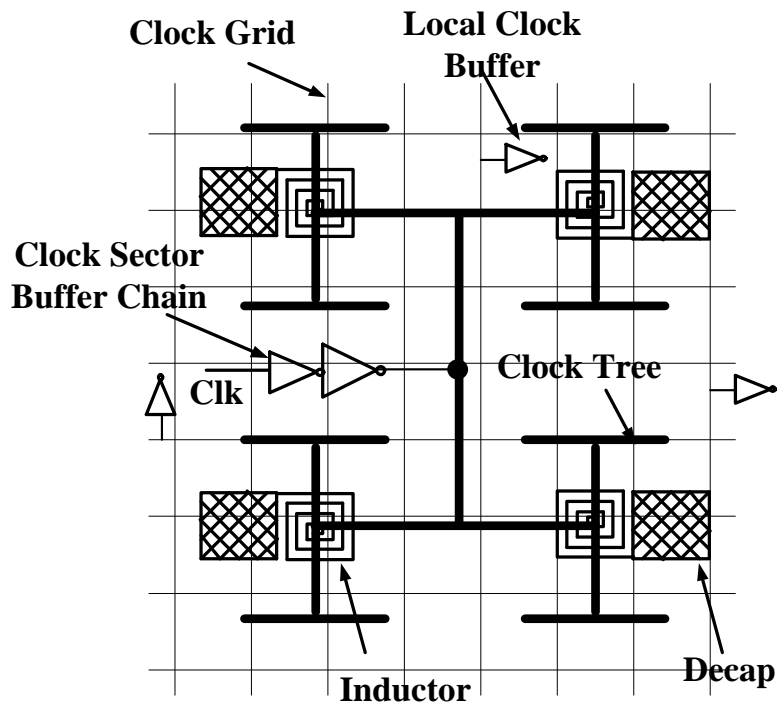 Clock Grid
Local Clock
Buffer
Clock Sector
Buffer Chain
Clk
Clock Tree
Inductor
Decap